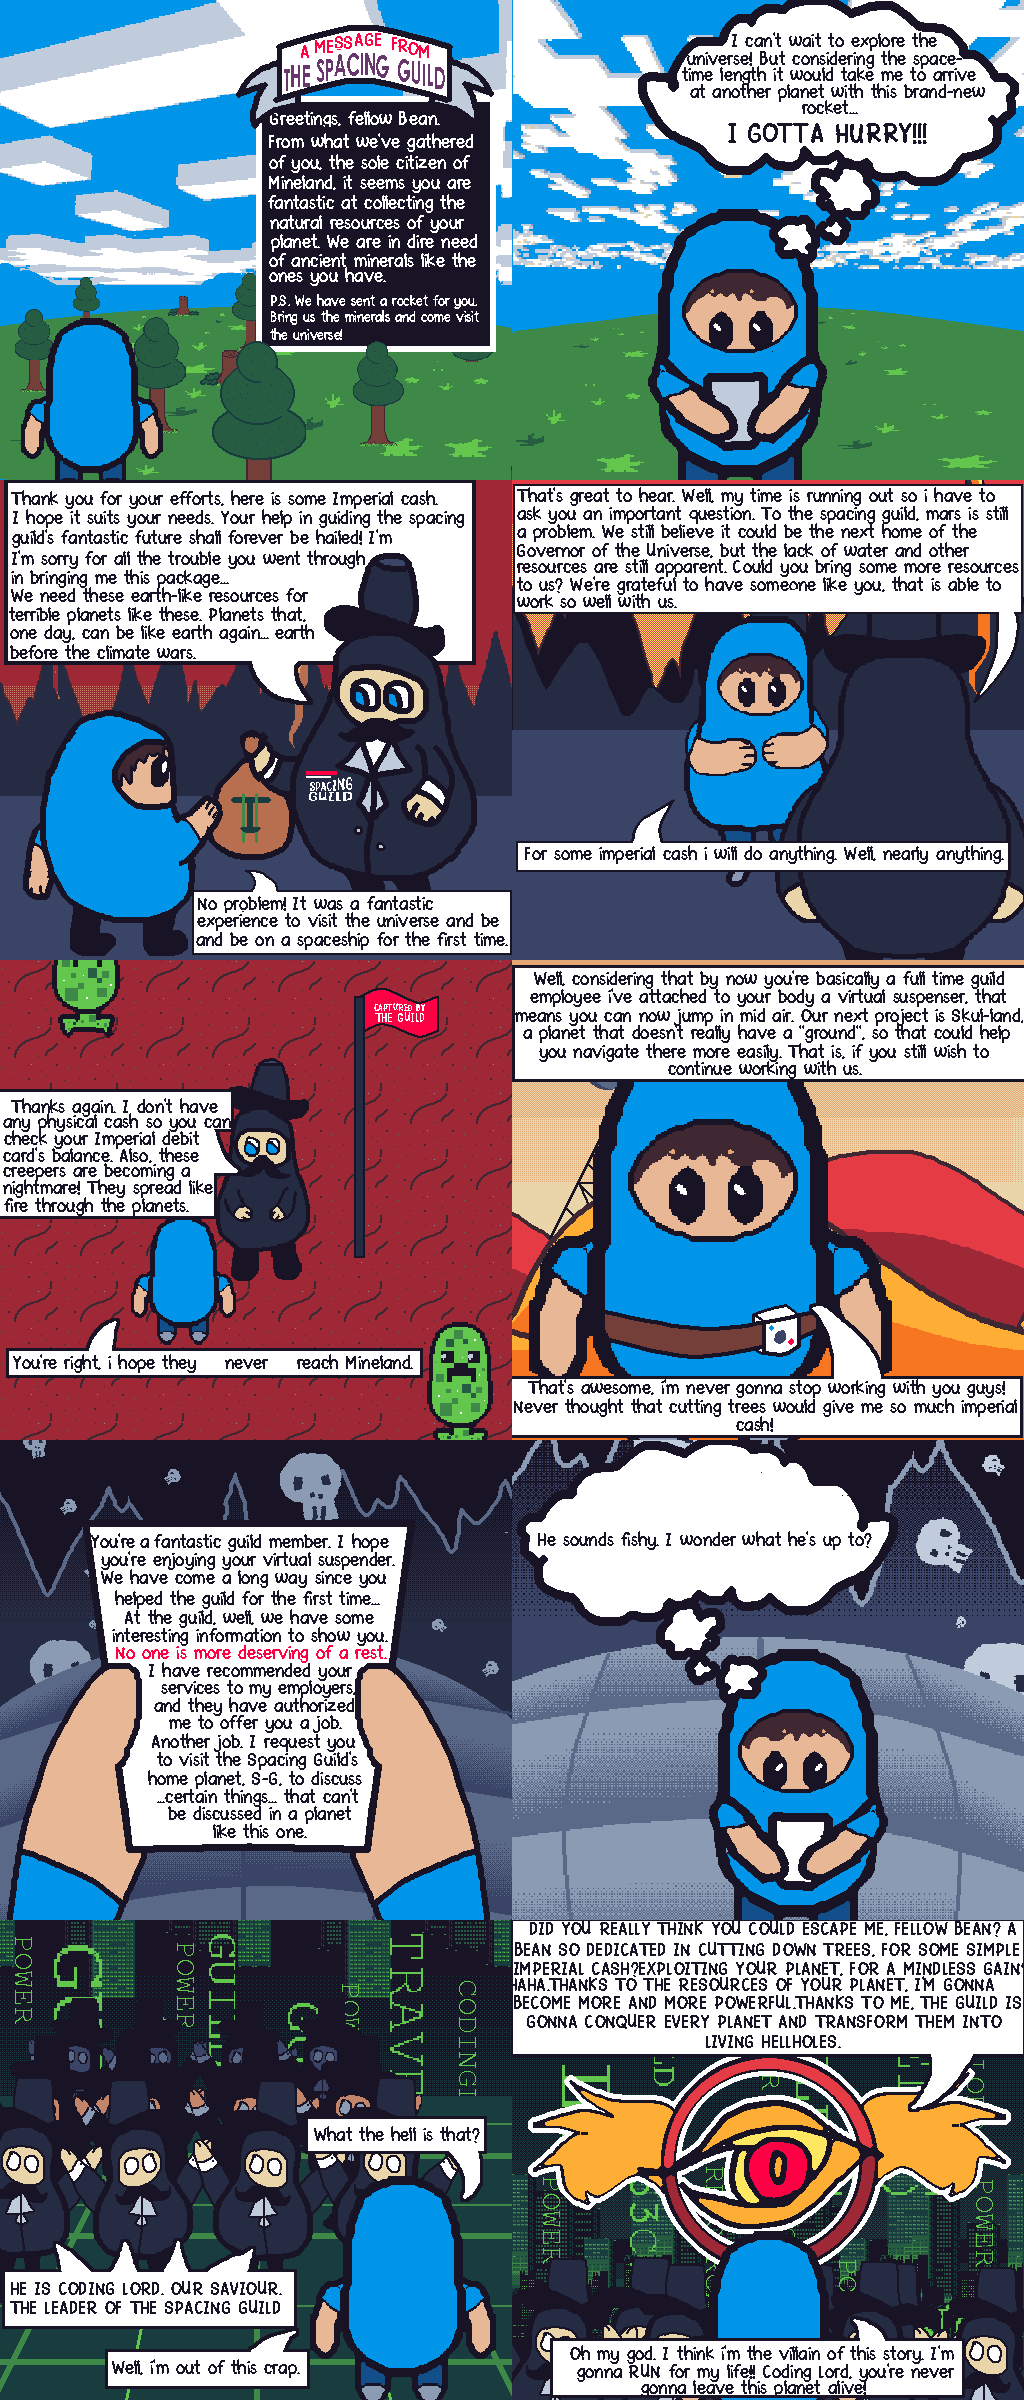 A MESSAGE FROM
THE SPACING GUILD
Greetings, fellow Bean.
From what we've gathered
of you, the sole citizen of
Mineland, it seems you are
fantastic at collecting the
natural resources of your
planet. We are in dire need
of ancient minerals like the
ones you have.
P.S. We have sent a rocket for you.
Bring us the minerals and come visit
the universe!
I can't wait to explore the
universe! But considering the space-
time length it would take me to arrive
at another planet with this brand-new
rocket...
I GOTTA HURRY!!!
Thank you for your efforts, here is some Imperial cash.
I hope it suits your needs. Your help in guiding the spacing
guild's fantastic future shall forever be hailed! I'm
I'm sorry for all the trouble you went through
in bringing me this package...
We need these earth-like resources for
terrible planets like these. Planets that,
one day, can be like earth again... earth
before the climate wars.
SPACING
GUILD
No problem! It was a fantastic
experience to visit the universe and be
and be on a spaceship for the first time.
That's great to hear. Well, my time is running out so i have to
ask you an important question. To the spacing guild, mars is still
a problem. We still believe it could be the next home of the
Governor of the Universe, but the lack of water and other
resources are still apparent. Could you bring some more resources
to us? We're grateful to have someone like you, that is able to
work so well with us.
For some imperial cash i will do anything. Well, nearly anything.
CAPTURED BY
THE GUILD
Thanks again. I don't have
any physical cash so you can
check your Imperial debit
card's balance. Also, these
creepers are becoming a
nightmare! They spread like
fire through the planets.
You're right, i hope they never reach Mineland.
Well, considering that by now you're basically a full time guild
employee i've attached to your body a virtual suspenser, that
means you can now jump in mid air. Our next project is Skul-land,
a planet that doesn't really have a "ground", so that could help
you navigate there more easily. That is, if you still wish to
continue working with us.
That's awesome, i'm never gonna stop working with you guys!
Never thought that cutting trees would give me so much imperial
cash!
You're a fantastic guild member. I hope
you're enjoying your virtual suspender.
We have come a long way since you
helped the guild for the first time...
At the guild, well, we have some
interesting information to show you.
No one is more deserving of a rest.
I have recommended your
services to my employers,
and they have authorized
me to offer you a job.
Another job. I request you
to visit the Spacing Guild's
home planet, S-G, to discuss
...certain things... that can't
be discussed in a planet
like this one.
He sounds fishy. I wonder what he's up to?
POWER
POWER
GUILD
TRAVE
CODING
What the hell is that?
HE IS CODING LORD. OUR SAVIOUR.
THE LEADER OF THE SPACING GUILD
Well, i'm out of this crap.
DID YOU REALLY THINK YOU COULD ESCAPE ME, FELLOW BEAN? A
BEAN SO DEDICATED IN CUTTING DOWN TREES, FOR SOME SIMPLE
IMPERIAL CASH?EXPLOITING YOUR PLANET, FOR A MINDLESS GAIN
HAHA.THANKS TO THE RESOURCES OF YOUR PLANET, I'M GONNA
BECOME MORE AND MORE POWERFUL.THANKS TO ME, THE GUILD IS
GONNA CONQUER EVERY PLANET AND TRANSFORM THEM INTO
LIVING HELLHOLES.
POWER
POWER
Oh my god. I think i'm the villain of this story. I'm
gonna RUN for my life!! Coding Lord, you're never
gonna leave this planet alive!